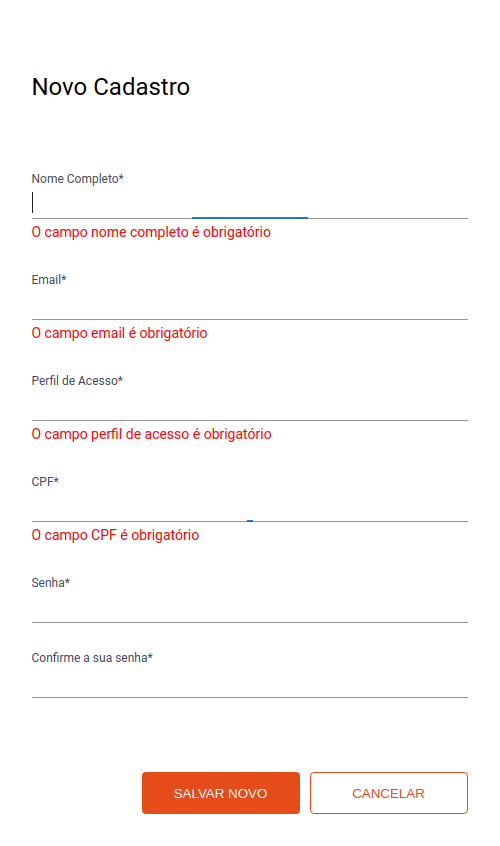 Novo Cadastro
Nome Completo*
O campo nome completo é obrigatório
Email*
O campo email é obrigatório
Perfil de Acesso*
O campo perfil de acesso é obrigatório
CPF*
O campo CPF é obrigatório
Senha*
Confirme a sua senha*
SALVAR NOVO
CANCELAR